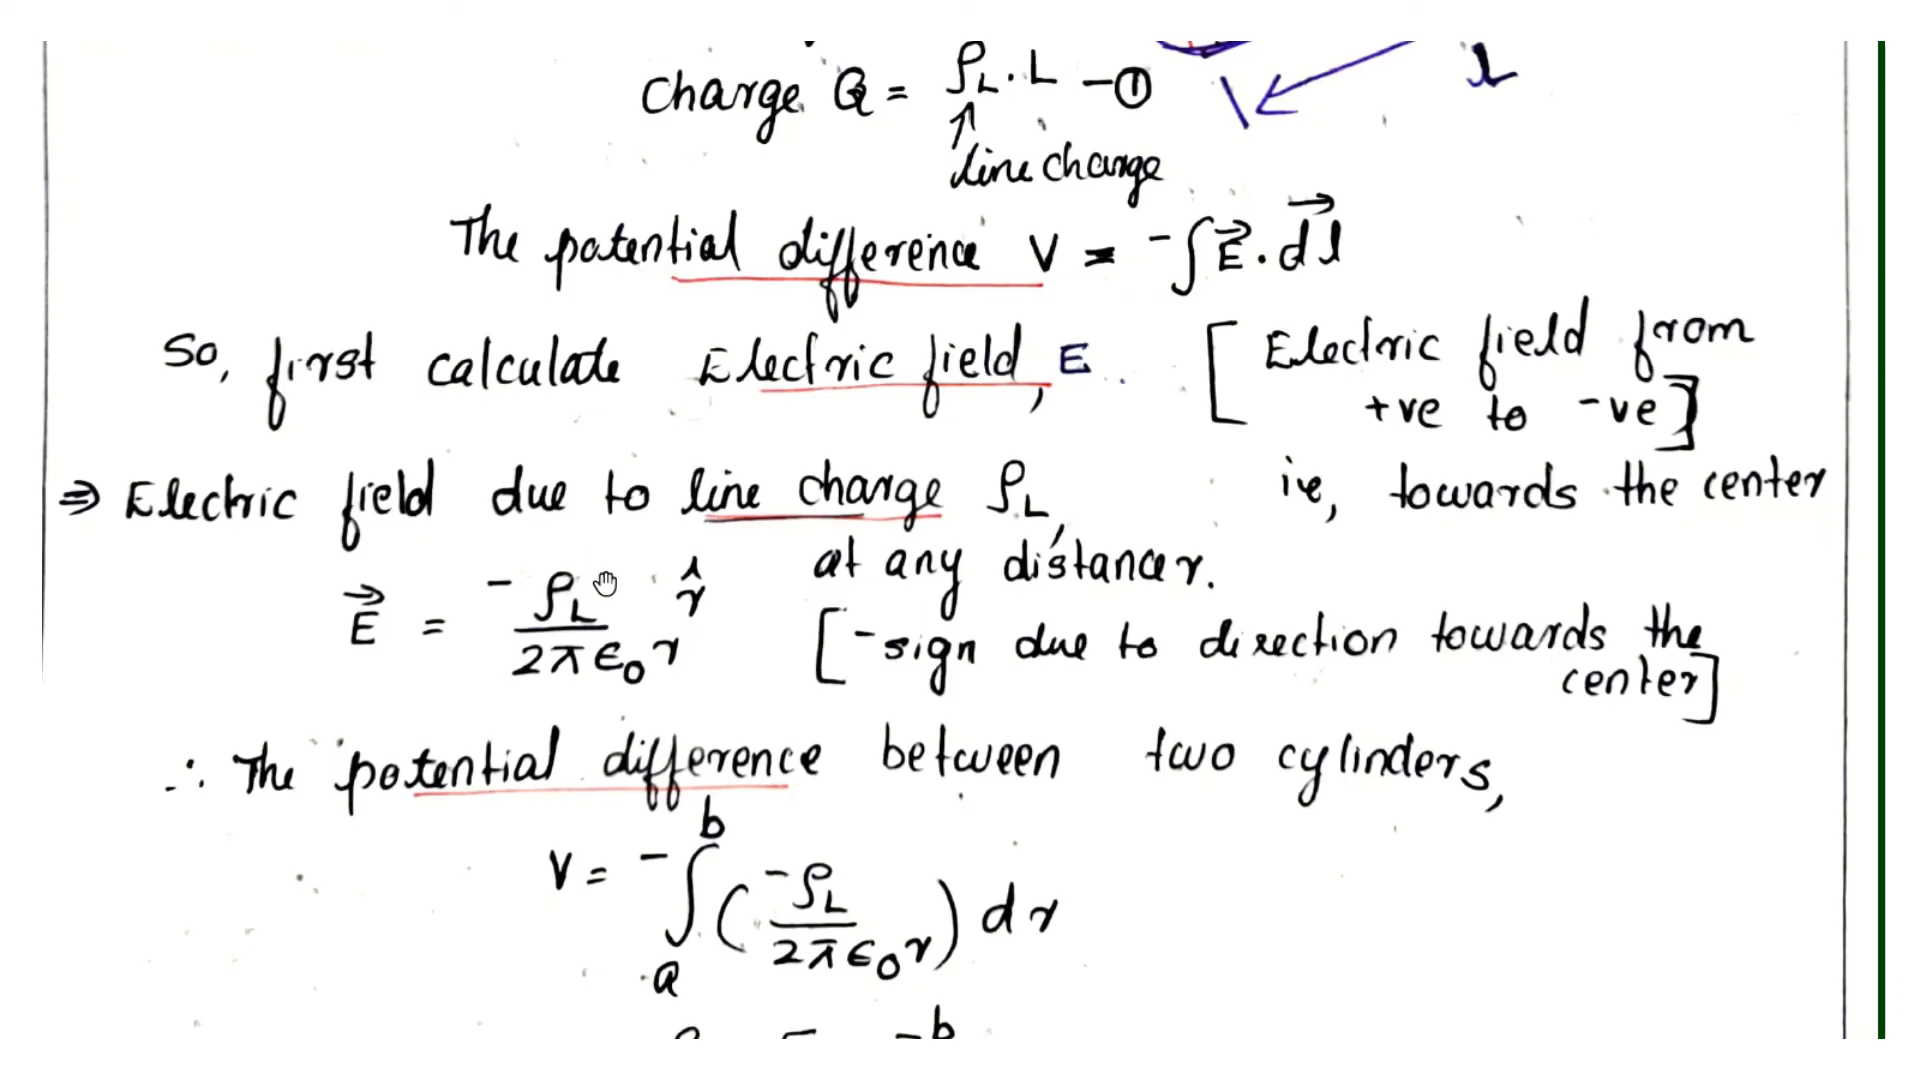 Charge Q = ρL . L – ①
↑
line charge
l
The potential difference V = -∫E⃗ . dl⃗
So, first calculate Electric field, E. [Electric field from
+ve to -ve]
⇒ Electric field due to line charge ρL, ie, towards the center
at any distance r.
E⃗ = -ρL / 2πϵ0r r̂ [-sign due to direction towards the
center]
∴ The potential difference between two cylinders,
V = -∫ₐᵇ (-ρL / 2πϵ0r) dr
b